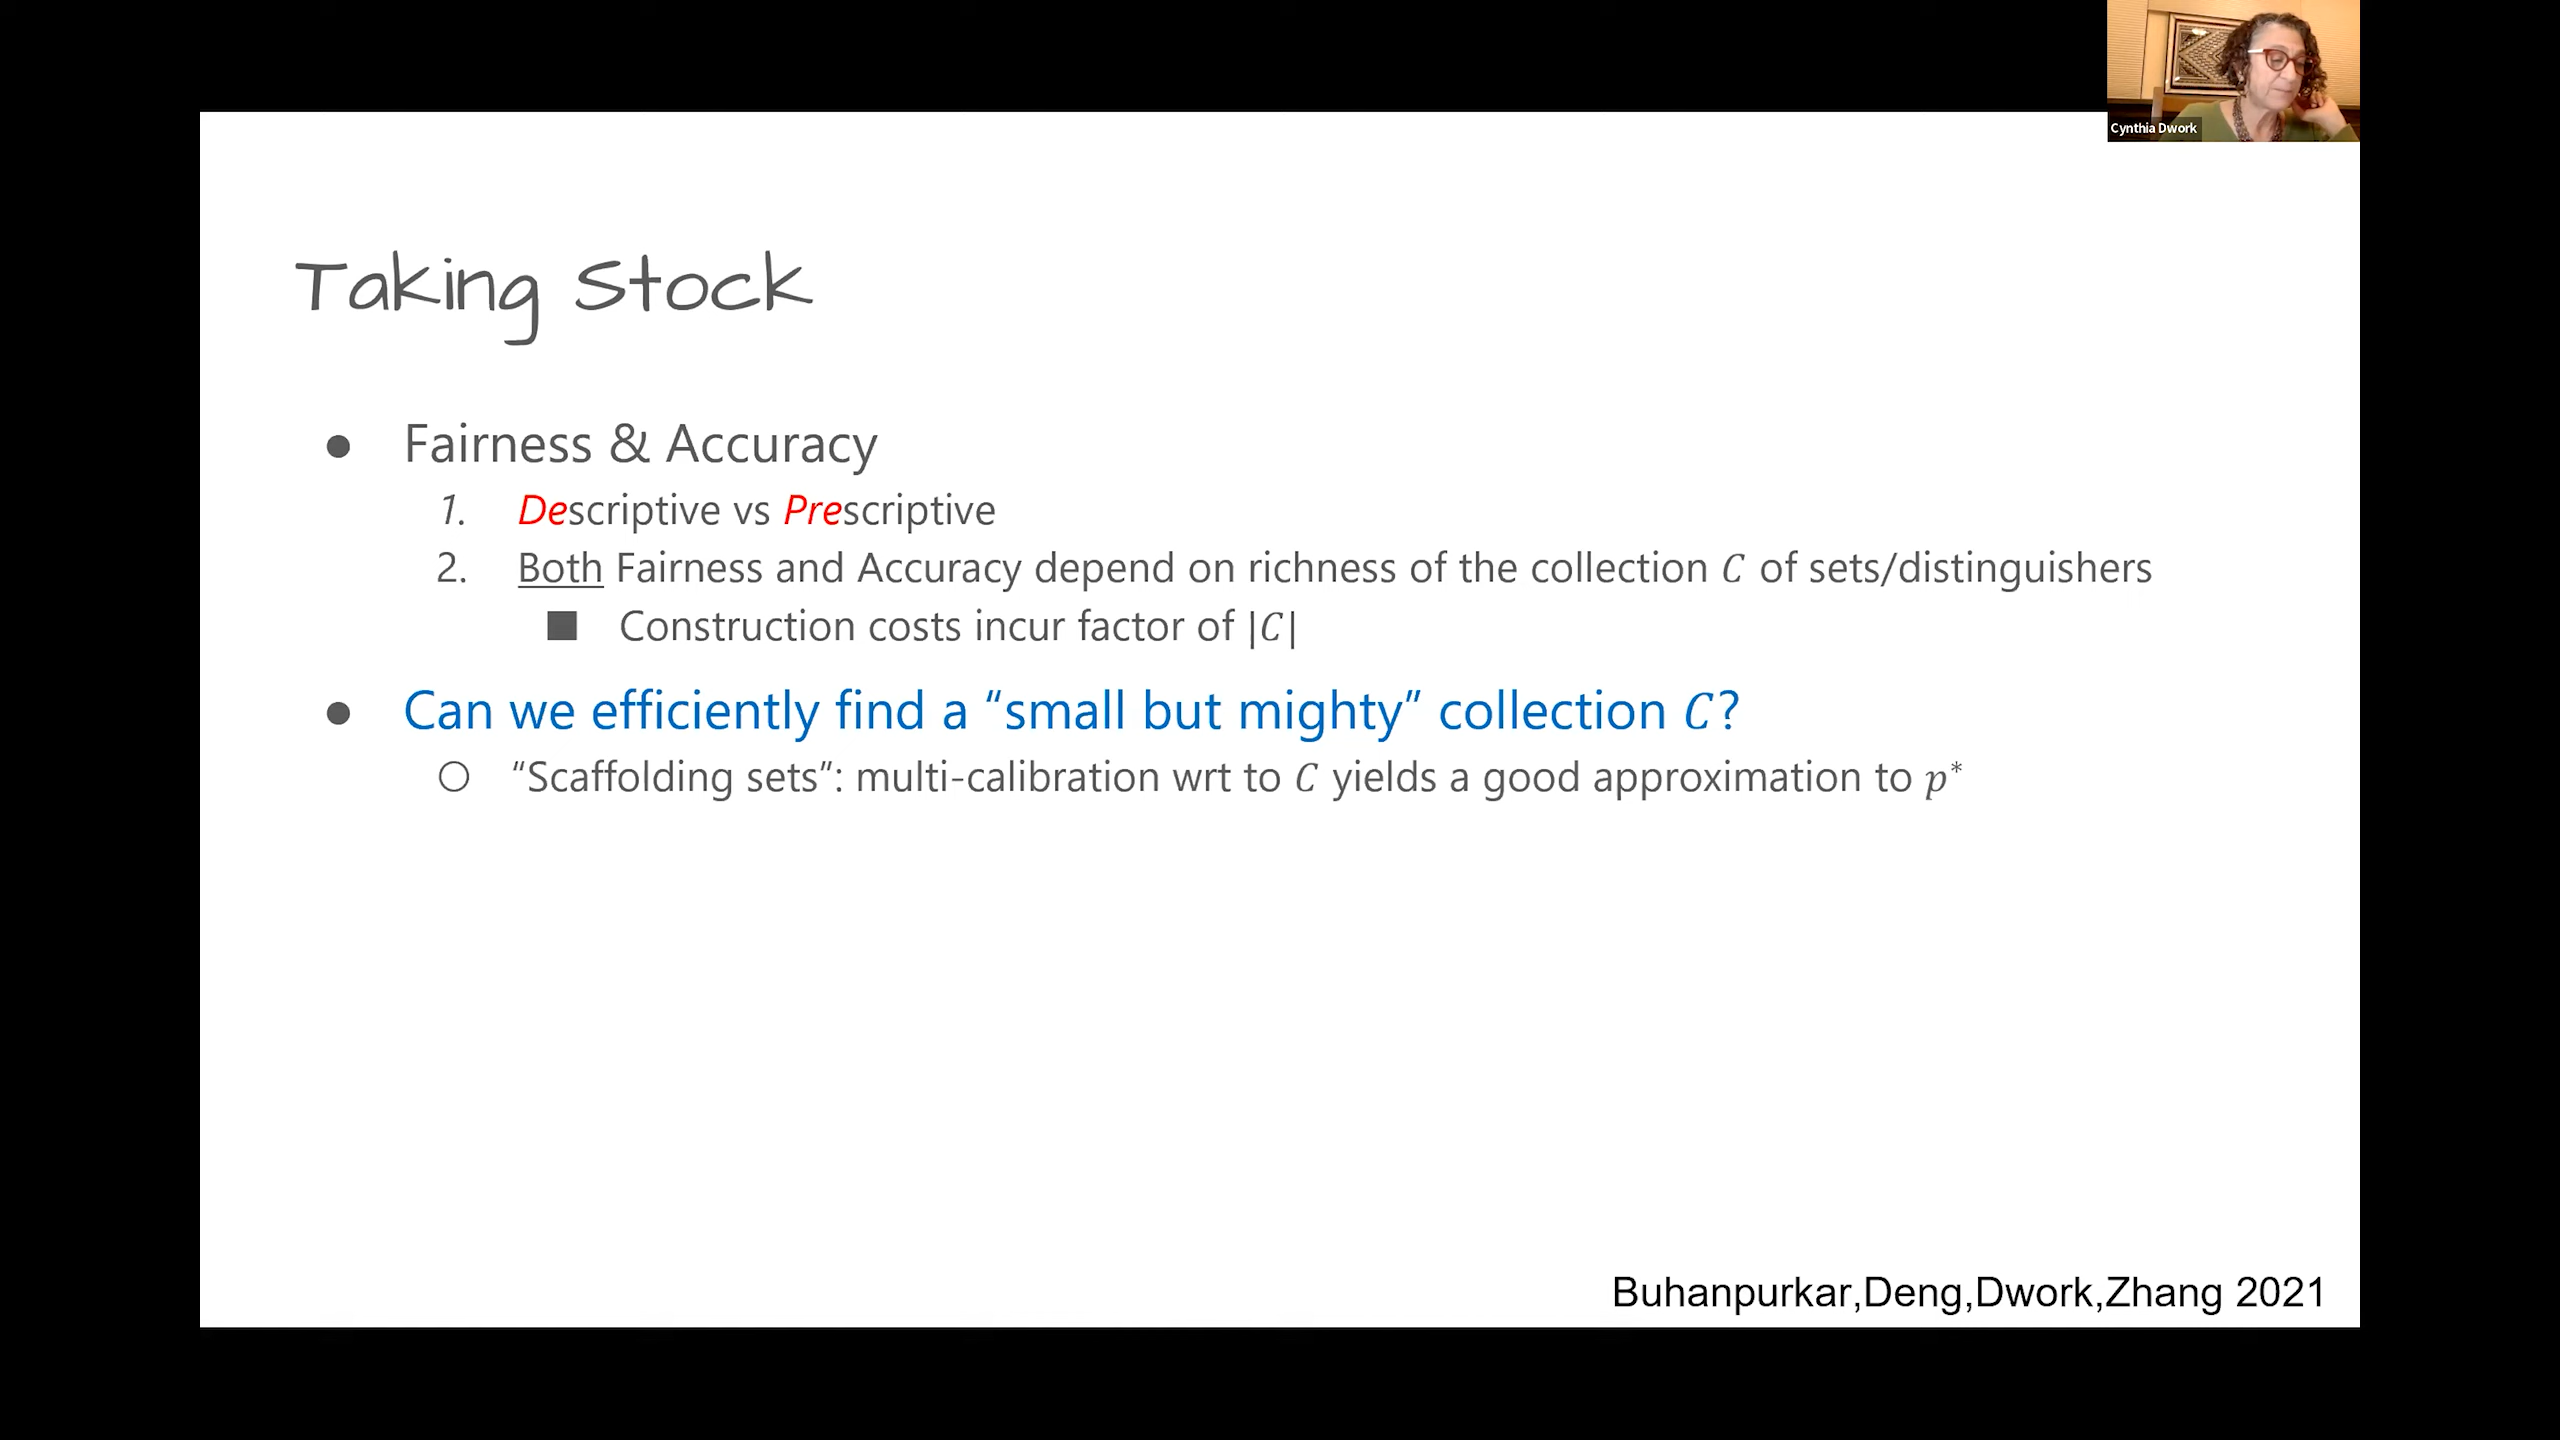 Cynthia Dwork
Taking Stock
● Fairness & Accuracy
1. Descriptive vs Prescriptive
2. Both Fairness and Accuracy depend on richness of the collection C of sets/distinguishers
■ Construction costs incur factor of |C|
● Can we efficiently find a “small but mighty” collection C?
○ “Scaffolding sets”: multi-calibration wrt to C yields a good approximation to p*
Buhanpurkar,Deng,Dwork,Zhang 2021